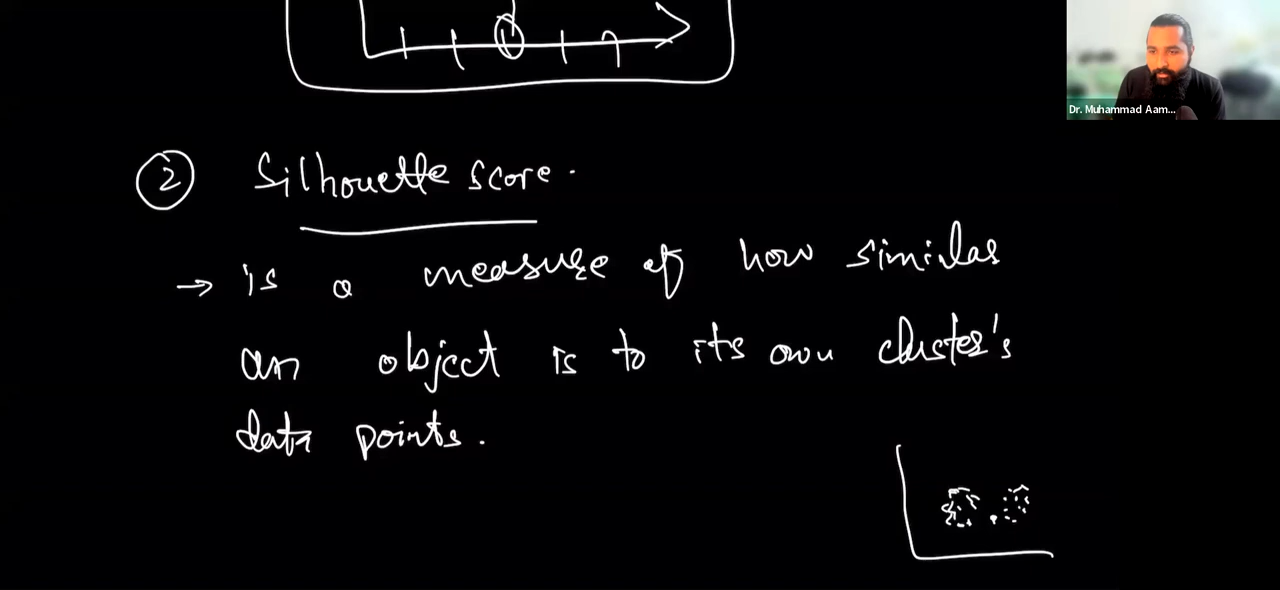 Dr. Muhammad Aam...
2 Silhouette score.
→ is a measure of how similar
an object is to its own cluster's
data points.